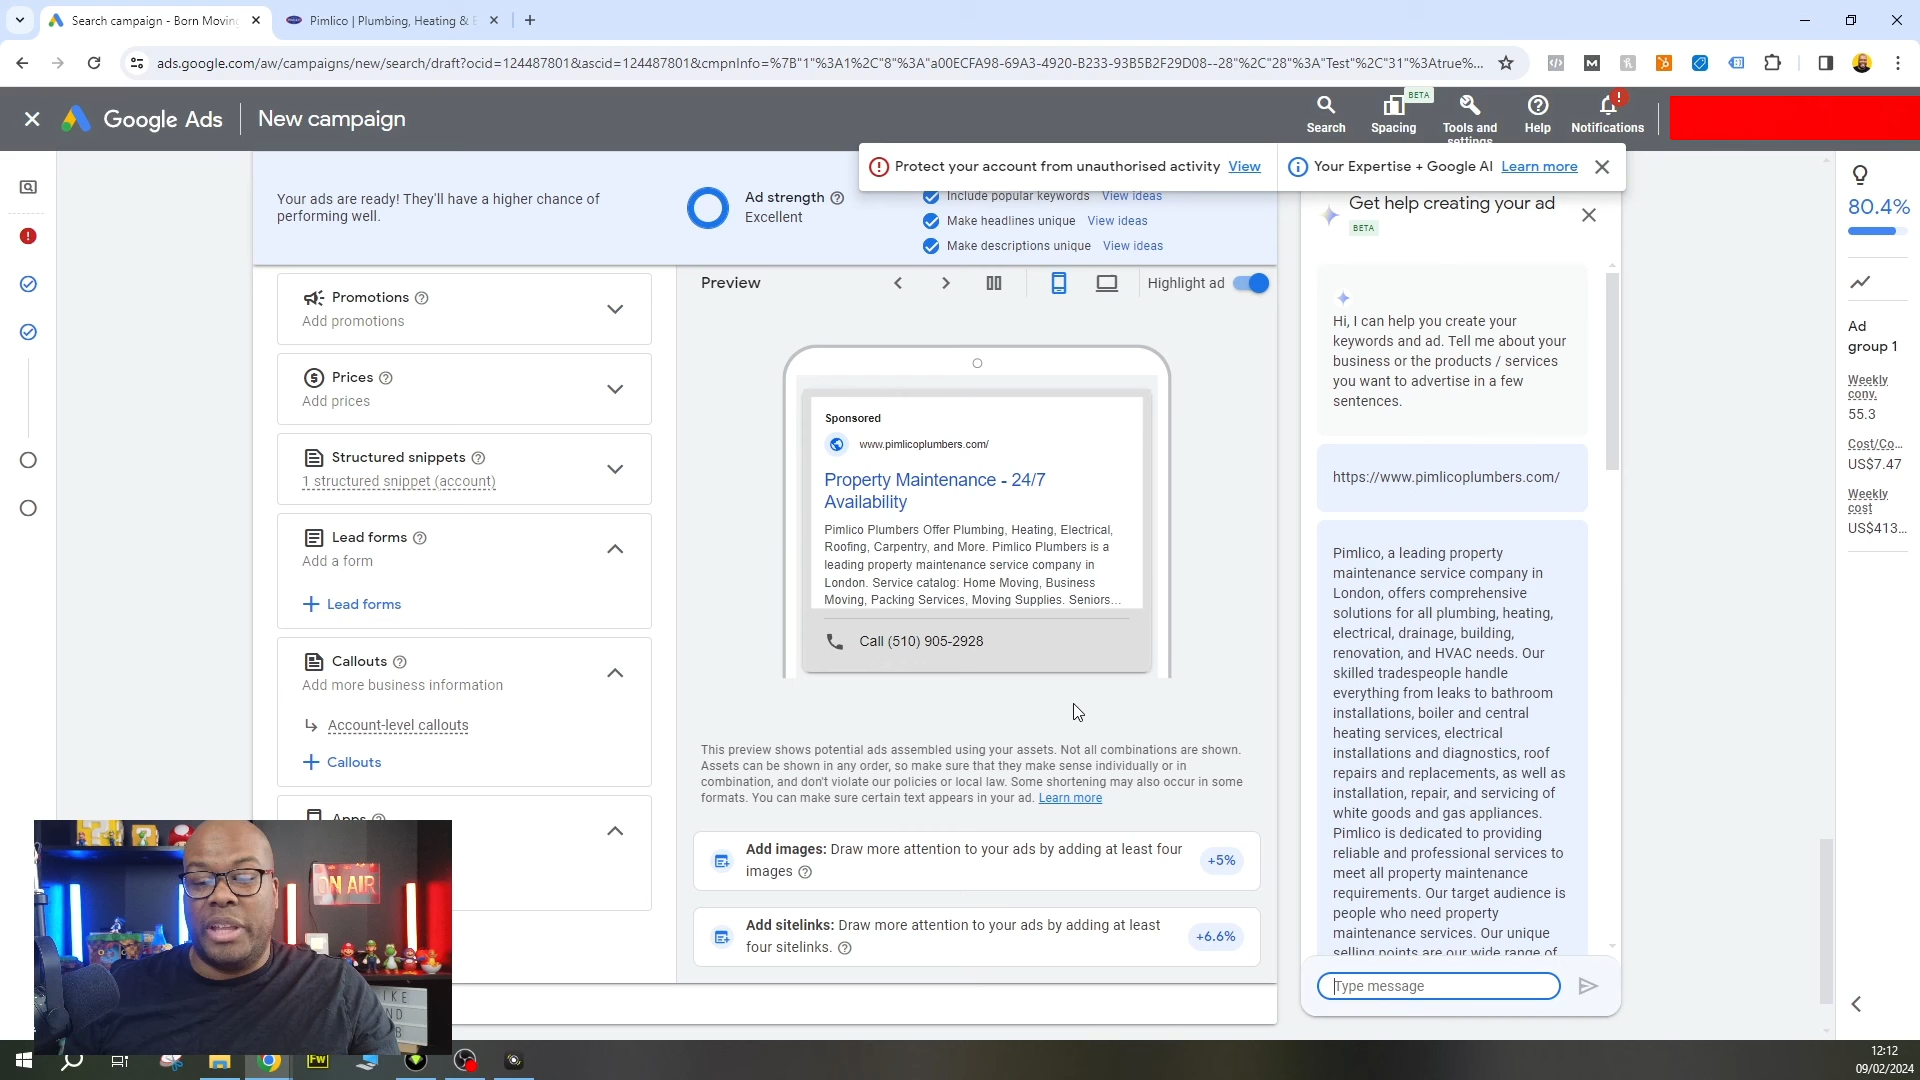 Search campaign - Born Movin
Pimlico | Plumbing, Heating & E
ads.google.com/aw/campaigns/new/search/draft?ocid=124487801&ascid=124487801&cmpnInfo=%7B"1"%3A1%2C"8"%3A"a00ECFA98-69A3-4920-B233-93B5B2F29D08--28"%2C"28"%3A"Test"%2C"31"%3Atrue%...
Google Ads
New campaign
Search
BETA
Spacing
Tools and
settings
Help
Notifications
Protect your account from unauthorised activity View
Your Expertise + Google AI Learn more
Your ads are ready! They'll have a higher chance of
performing well.
Ad strength
Excellent
Include popular keywords View ideas
Make headlines unique View ideas
Make descriptions unique View ideas
Promotions
Add promotions
Prices
Add prices
Structured snippets
1 structured snippet (account)
Lead forms
Add a form
Lead forms
Callouts
Add more business information
Account-level callouts
Callouts
Apps
Preview
Highlight ad
Sponsored
www.pimlicoplumbers.com/
Property Maintenance - 24/7
Availability
Pimlico Plumbers Offer Plumbing, Heating, Electrical,
Roofing, Carpentry, and More. Pimlico Plumbers is a
leading property maintenance service company in
London. Service catalog: Home Moving, Business
Moving, Packing Services, Moving Supplies. Seniors...
Call (510) 905-2928
This preview shows potential ads assembled using your assets. Not all combinations are shown.
Assets can be shown in any order, so make sure that they make sense individually or in
combination, and don't violate our policies or local law. Some shortening may also occur in some
formats. You can make sure certain text appears in your ad. Learn more
Add images: Draw more attention to your ads by adding at least four
images
+5%
Add sitelinks: Draw more attention to your ads by adding at least
four sitelinks.
+6.6%
Get help creating your ad
BETA
Hi, I can help you create your
keywords and ad. Tell me about your
business or the products / services
you want to advertise in a few
sentences.
https://www.pimlicoplumbers.com/
Pimlico, a leading property
maintenance service company in
London, offers comprehensive
solutions for all plumbing, heating,
electrical, drainage, building,
renovation, and HVAC needs. Our
skilled tradespeople handle
everything from leaks to bathroom
installations, boiler and central
heating services, electrical
installations and diagnostics, roof
repairs and replacements, as well as
installation, repair, and servicing of
white goods and gas appliances.
Pimlico is dedicated to providing
reliable and professional services to
meet all property maintenance
requirements. Our target audience is
people who need property
maintenance services. Our unique
selling points are our wide range of
Type message
80.4%
Ad
group 1
Weekly
conv.
55.3
Cost/Co...
US$7.47
Weekly
cost
US$413...
ON AIR
IKE
ND
B
FW
12:12
09/02/2024